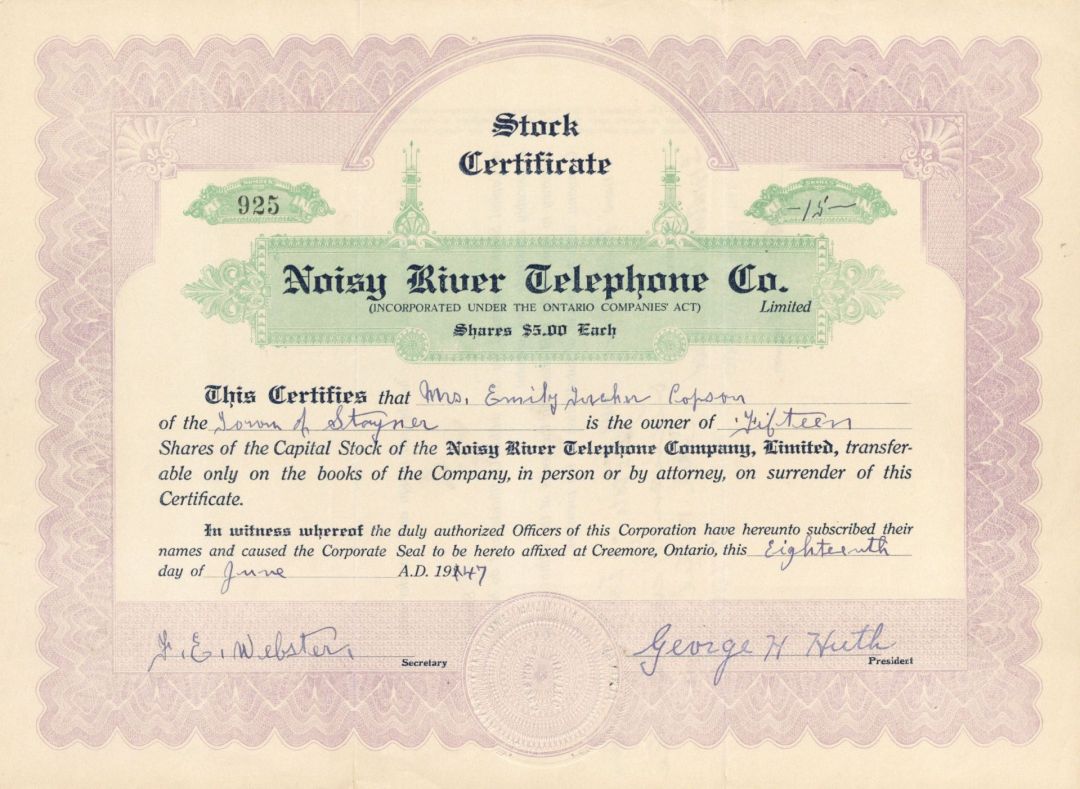 Stock
Certificate
925
—15—
Noisy River Telephone Co.
(INCORPORATED UNDER THE ONTARIO COMPANIES' ACT) Limited
Shares $5.00 Each
This Certifies that Mrs. Emily Copson
of the Town of Stayner is the owner of Fifteen
Shares of the Capital Stock of the Noisy River Telephone Company, Limited, transfer-
able only on the books of the Company, in person or by attorney, on surrender of this
Certificate.
In witness whereof the duly authorized Officers of this Corporation have hereunto subscribed their
names and caused the Corporate Seal to be hereto affixed at Creemore, Ontario, this Eighteenth
day of June A.D. 1947
F. E. Webster, George H Huth
Secretary President